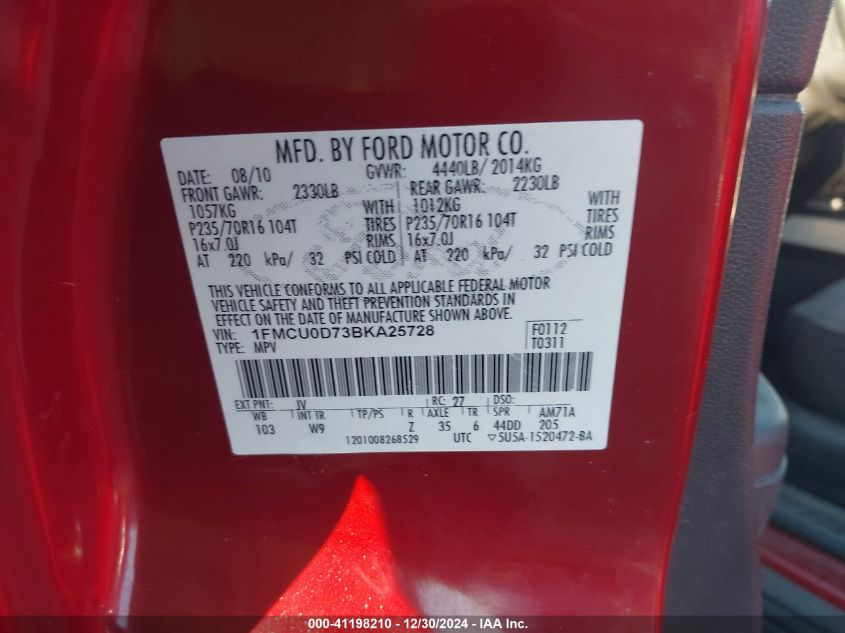 MFD. BY FORD MOTOR CO.
DATE: 08/10 GVWR: 4440LB/ 2014KG
FRONT GAWR: 2330LB REAR GAWR: 2230LB
1057KG WITH 1012KG WITH
P235/70R16 104T TIRES P235/70R16 104T TIRES
16x7.0J RIMS 16x7.0J RIMS
AT 220 kPa/ 32 PSI COLD AT 220 kPa/ 32 PSI COLD
THIS VEHICLE CONFORMS TO ALL APPLICABLE FEDERAL MOTOR
VEHICLE SAFETY AND THEFT PREVENTION STANDARDS IN
EFFECT ON THE DATE OF MANUFACTURE SHOWN ABOVE.
VIN: 1FMCU0D73BKA25728 F0112
TYPE: MPV T0311
EXT PNT: JV RC: 27 DSO:
WB INT TR TP/PS R AXLE TR SPR AM71A
103 W9 Z 35 6 44DD 205
1201008268529 UTC ▽5U5A-1520472-BA
000-41198210 - 12/30/2024 - IAA Inc.